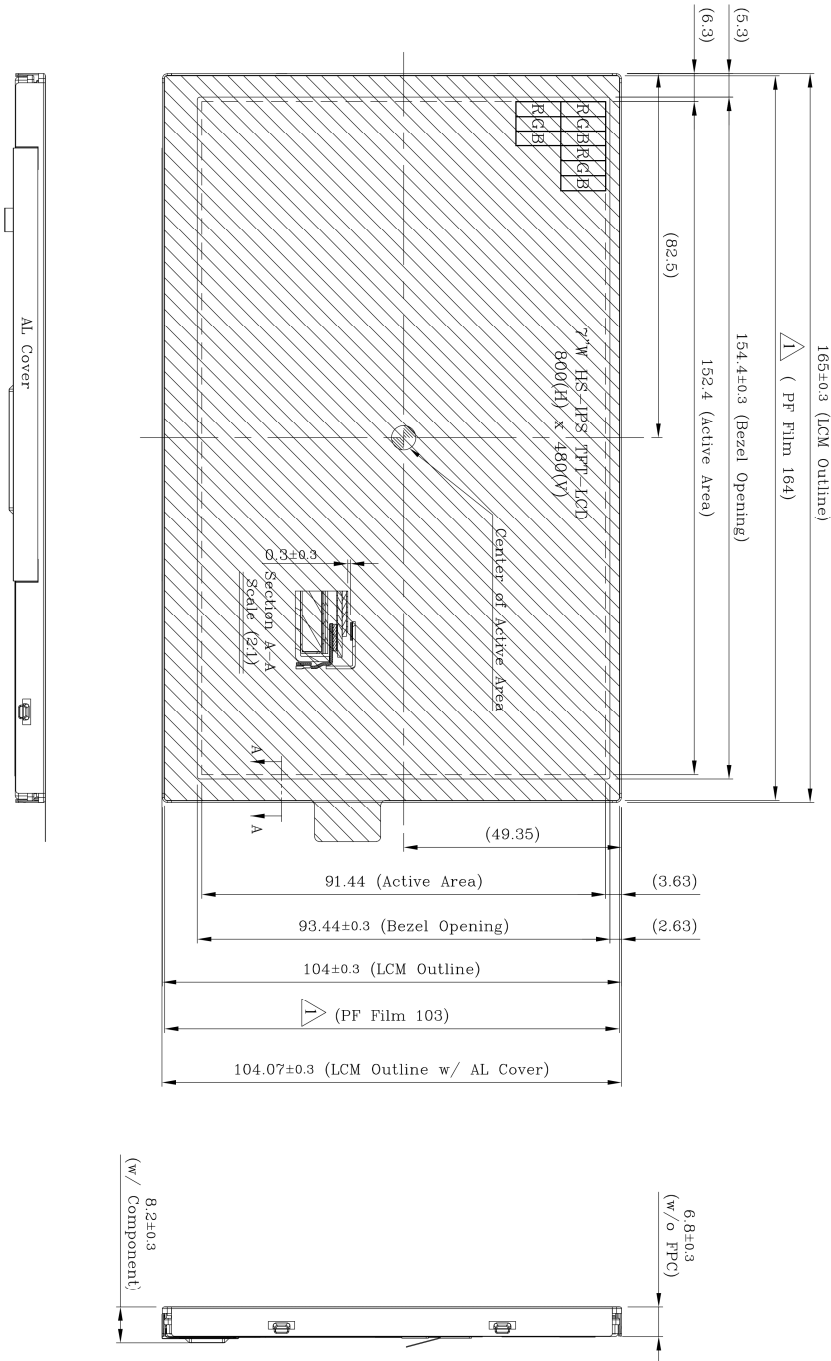 165±0.3 (LCM Outline)
1 ( PF Film 164)
154.4±0.3 (Bezel Opening)
152.4 (Active Area)
(5.3)
(6.3)
(82.5)
RGBRGB
RGB
7"W HS-IPS TFT-LCD
800(H) x 480(V)
Center of Active Area
0.3±0.3
Section A-A
Scale (2:1)
A
A
AL Cover
(49.35)
91.44 (Active Area)
(3.63)
93.44±0.3 (Bezel Opening)
(2.63)
104±0.3 (LCM Outline)
1 (PF Film 103)
104.07±0.3 (LCM Outline w/ AL Cover)
8.2±0.3
(w/ Component)
6.8±0.3
(w/o FPC)